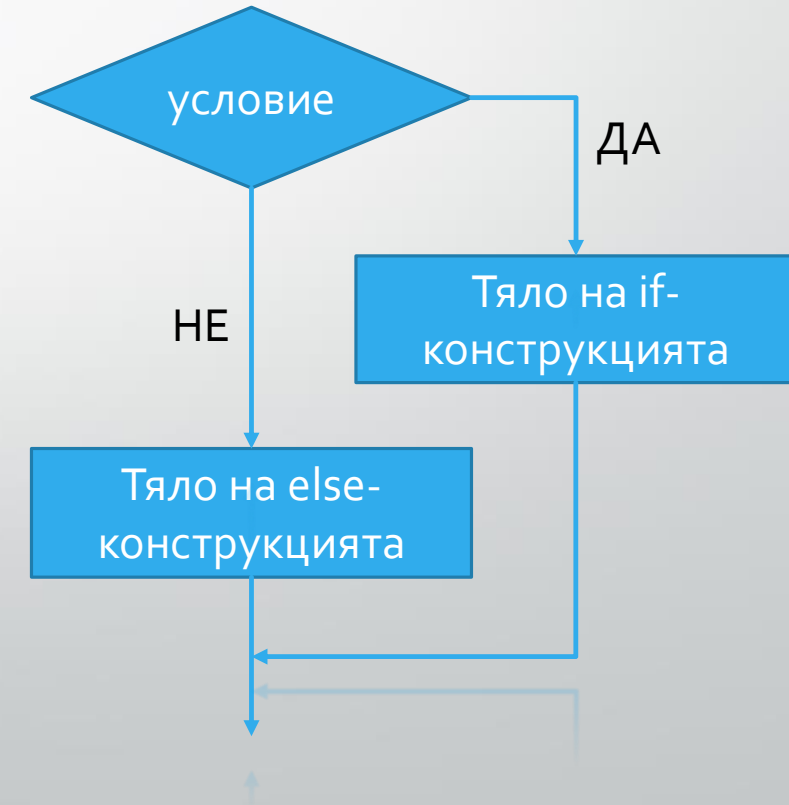 условие
ДА
Тяло на if-
конструкцията
НЕ
Тяло на else-
конструкцията